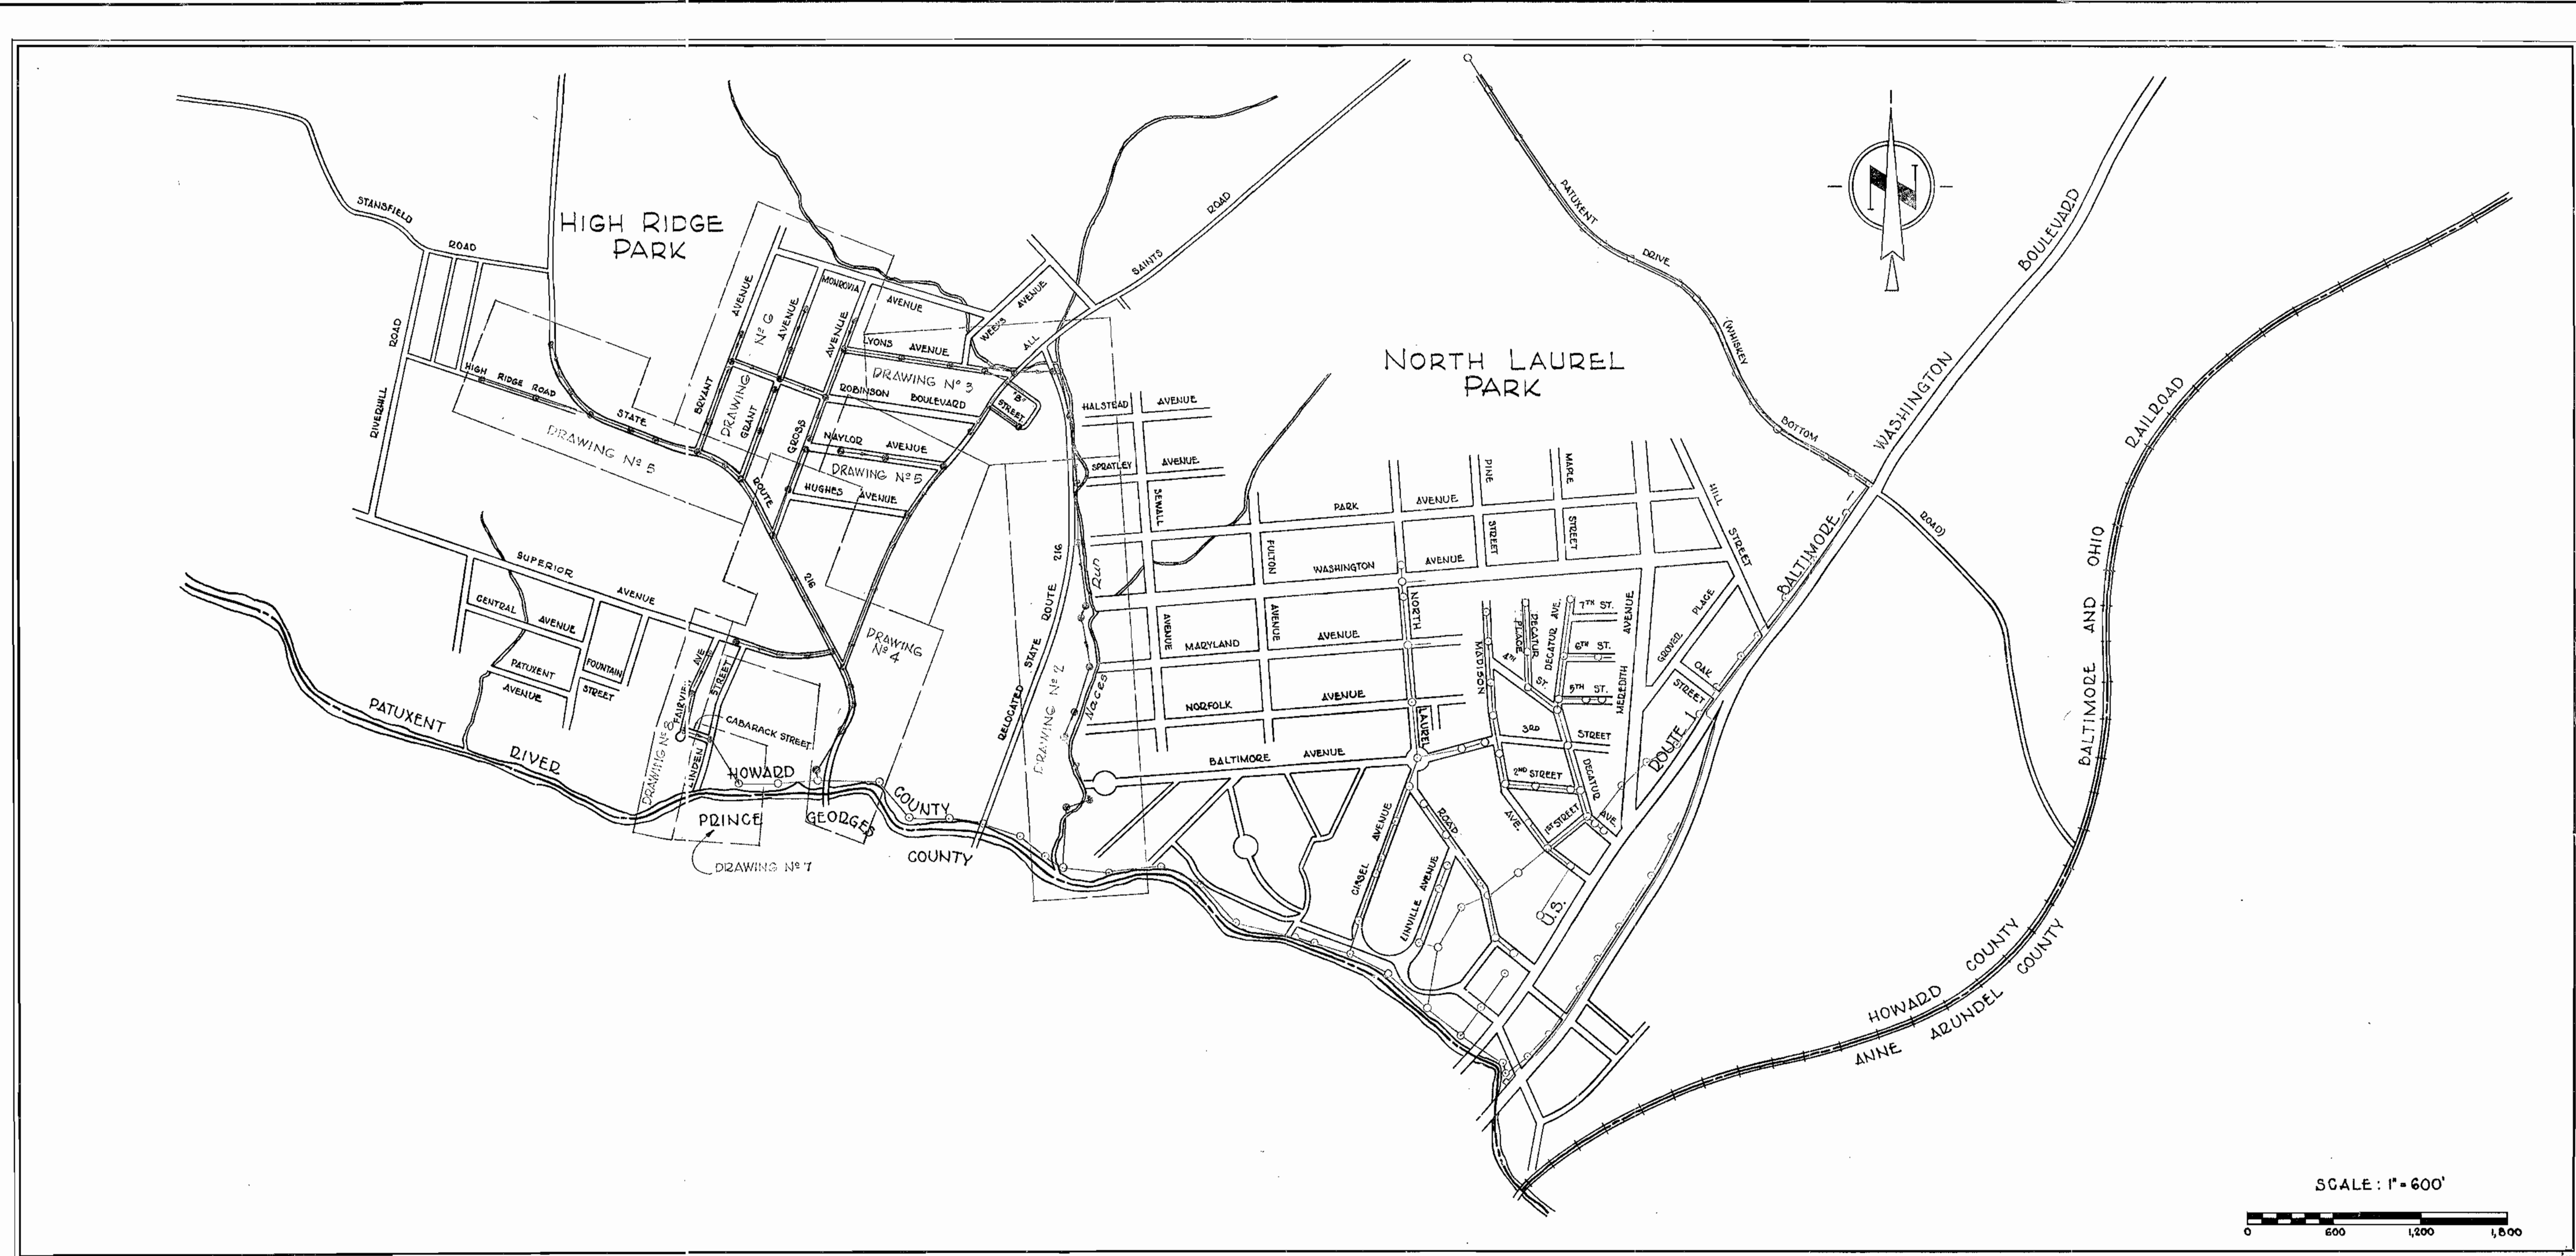 STANSFIELD
ROAD
HIGH RIDGE
PARK
RIVERHILL
ROAD
HIGH RIDGE ROAD
STATE
ROUTE
216
DRAWING Nº 5
BRYANT
AVENUE
DRAWING
Nº 6
GRANT
AVENUE
GROSS
AVENUE
MONROVIA
AVENUE
LYONS AVENUE
DRAWING Nº 3
ROBINSON BOULEVARD
NAYLOR AVENUE
DRAWING Nº 5
HUGHES AVENUE
WEEKS AVENUE
ALL
SAINTS
ROAD
"B"
STREET
SUPERIOR
AVENUE
CENTRAL
AVENUE
PATUXENT
AVENUE
FOUNTAIN
STREET
FAIRVIEW AVE
LINDEN
STREET
CABARACK STREET
DRAWING Nº 8
DRAWING Nº 7
DRAWING
Nº 4
PATUXENT
RIVER
HOWARD
COUNTY
PRINCE
GEORGES
COUNTY
RELOCATED STATE ROUTE 216
DRAWING Nº 2
Naces
Run
NORTH LAUREL
PARK
HALSTEAD
AVENUE
SPRATLEY
AVENUE
SEWALL
AVENUE
FULTON
AVENUE
PARK
AVENUE
WASHINGTON
AVENUE
MARYLAND
AVENUE
NORFOLK
AVENUE
BALTIMORE
AVENUE
NORTH
LAUREL
ROAD
PINE
STREET
MAPLE
STREET
HILL
STREET
MADISON
AVE.
DECATUR
PLACE
DECATUR AVE.
7TH ST.
6TH ST.
5TH ST.
4TH
ST.
3RD
STREET
2ND STREET
1ST STREET
DECATUR
AVE.
MEREDITH
AVENUE
GROVER
PLACE
OAK
STREET
AVENUE
LINVILLE AVENUE
U.S.
ROUTE 1
BALTIMORE
WASHINGTON
BOULEVARD
PATUXENT
DRIVE
(WHISKEY
BOTTOM
ROAD)
BALTIMORE AND OHIO
RAILROAD
HOWARD
COUNTY
ANNE
ARUNDEL
COUNTY
N
SCALE: 1" = 600'
0 600 1,200 1,800